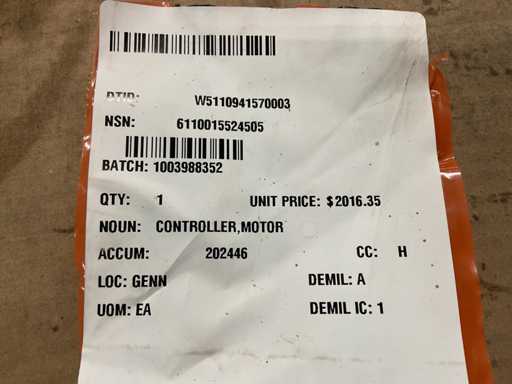 DTID: W5110941570003
NSN: 6110015524505
BATCH: 1003988352
QTY: 1 UNIT PRICE: $2016.35
NOUN: CONTROLLER,MOTOR
ACCUM: 202446 CC: H
LOC: GENN DEMIL: A
UOM: EA DEMIL IC: 1